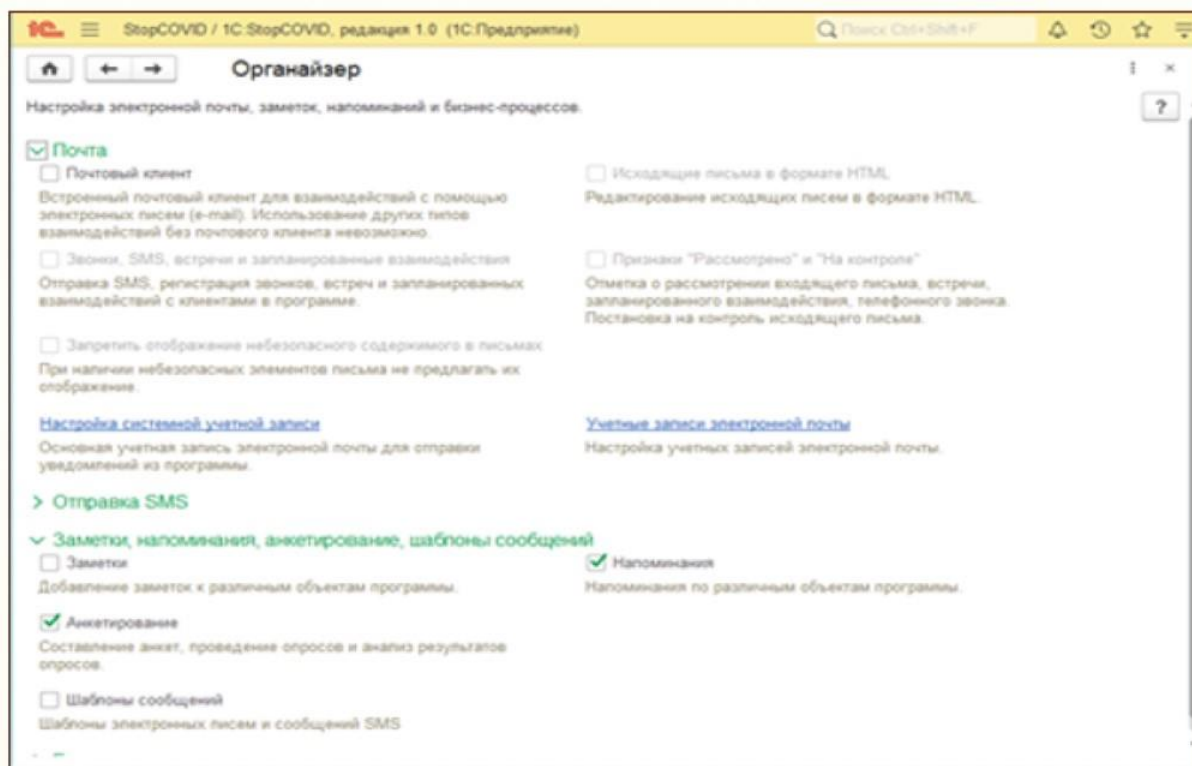 1С StopCOVID / 1С:StopCOVID, редакция 1.0 (1С:Предприятие) Поиск Ctrl+Shift+F
Органайзер
Настройка электронной почты, заметок, напоминаний и бизнес-процессов. ?
Почта
Почтовый клиент
Исходящие письма в формате HTML
Встроенный почтовый клиент для взаимодействий с помощью
электронных писем (e-mail). Использование других типов
взаимодействий без почтового клиента невозможно.
Редактирование исходящих писем в формате HTML.
Звонки, SMS, встречи и запланированные взаимодействия
Признаки "Рассмотрено" и "На контроле"
Отправка SMS, регистрация звонков, встреч и запланированных
взаимодействий с клиентами в программе.
Отметка о рассмотрении входящего письма, встречи,
запланированного взаимодействия, телефонного звонка.
Постановка на контроль исходящего письма.
Запретить отображение небезопасного содержимого в письмах
При наличии небезопасных элементов письма не предлагать их
отображение.
Настройка системной учетной записи
Учетные записи электронной почты
Основная учетная запись электронной почты для отправки
уведомлений из программы.
Настройка учетных записей электронной почты.
Отправка SMS
Заметки, напоминания, анкетирование, шаблоны сообщений
Заметки
Напоминания
Добавление заметок к различным объектам программы.
Напоминания по различным объектам программы.
Анкетирование
Составление анкет, проведение опросов и анализ результатов
опросов.
Шаблоны сообщений
Шаблоны электронных писем и сообщений SMS